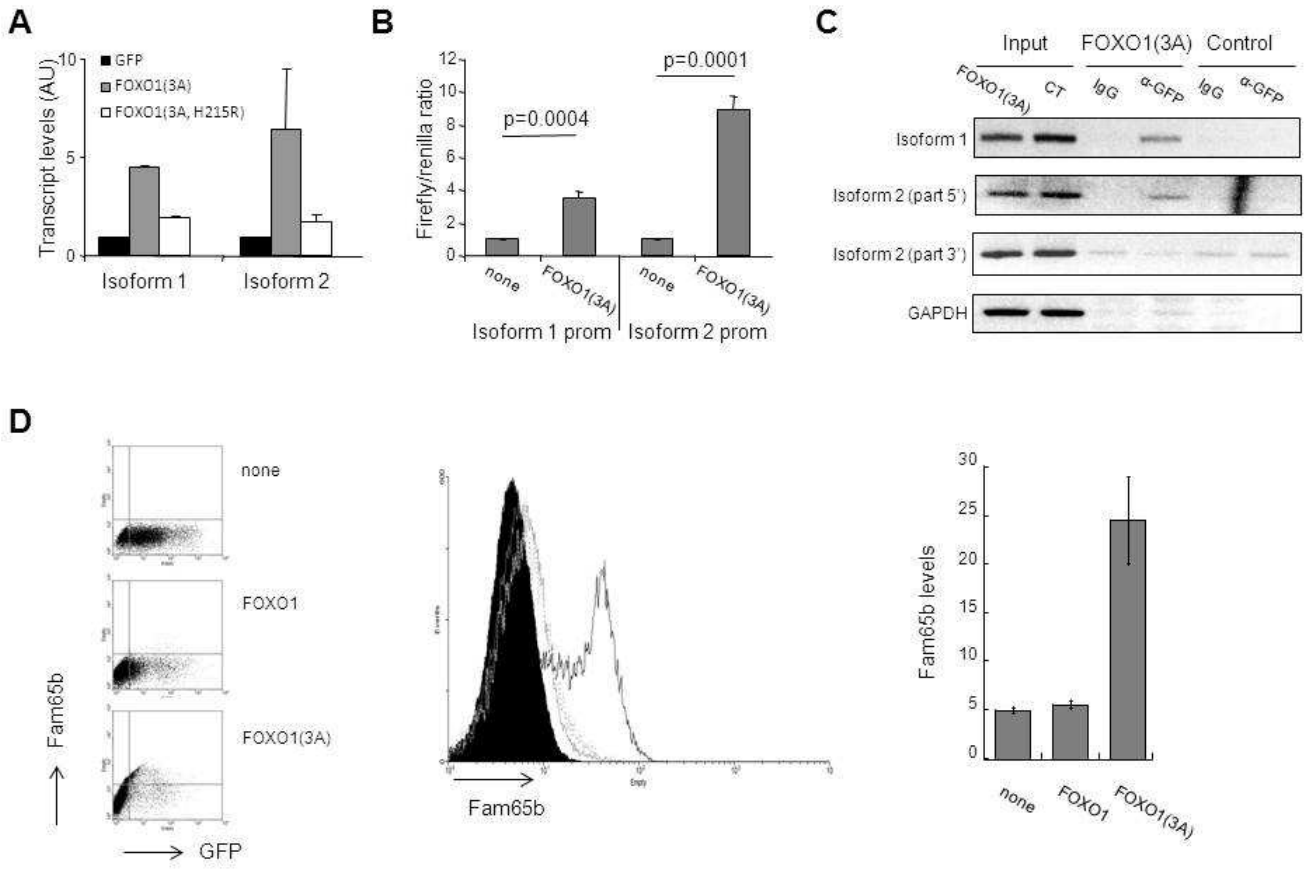 A
Transcript levels (AU)
10
5
0
GFP
FOXO1(3A)
FOXO1(3A, H215R)
Isoform 1
Isoform 2
B
Firefly/renilla ratio
12
10
8
6
4
2
0
p=0.0004
p=0.0001
none
FOXO1(3A)
none
FOXO1(3A)
Isoform 1 prom
Isoform 2 prom
C
Input
FOXO1(3A)
Control
FOXO1(3A)
CT
IgG
α-GFP
IgG
α-GFP
Isoform 1
Isoform 2 (part 5')
Isoform 2 (part 3')
GAPDH
D
none
FOXO1
FOXO1(3A)
Fam65b
GFP
Empty
Fam65b
Fam65b levels
30
25
20
15
10
5
0
none
FOXO1
FOXO1(3A)